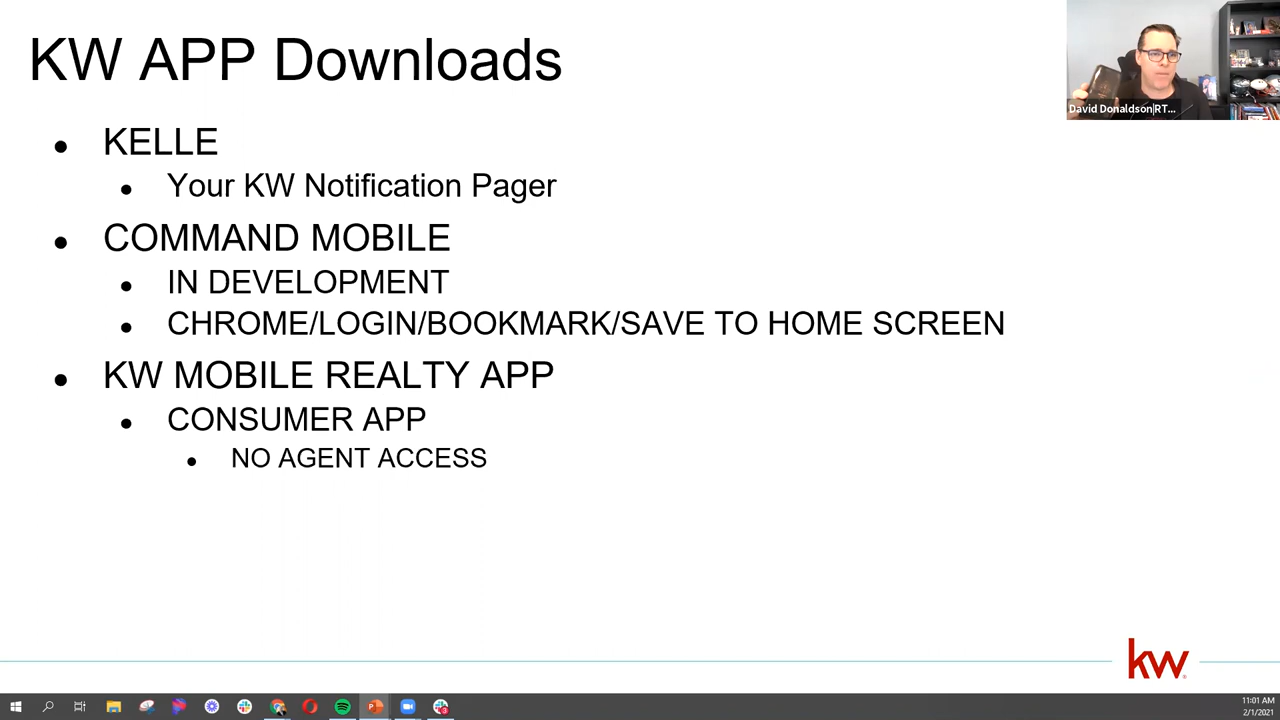 KW APP Downloads
David Donaldson|RT...
KELLE
Your KW Notification Pager
COMMAND MOBILE
IN DEVELOPMENT
CHROME/LOGIN/BOOKMARK/SAVE TO HOME SCREEN
KW MOBILE REALTY APP
CONSUMER APP
NO AGENT ACCESS
kw
11:01 AM
2/1/2021